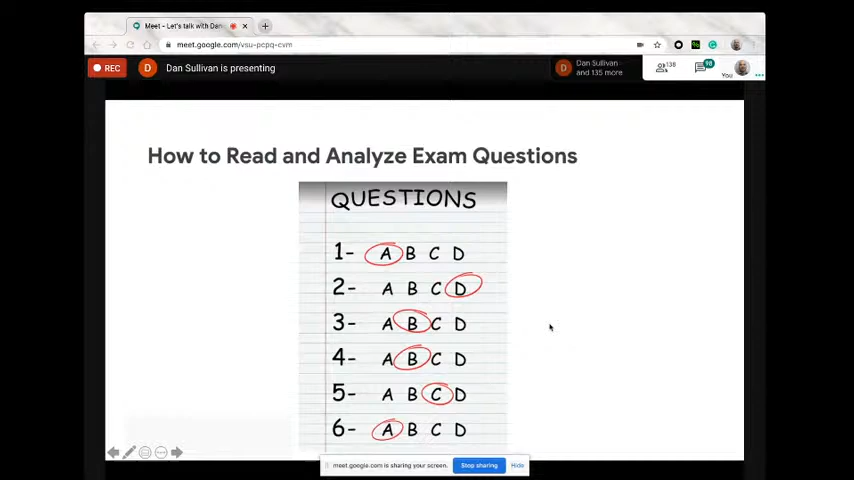 Meet - Let's talk with Dan
meet.google.com/vsu-pcpq-cvm
REC
D
Dan Sullivan is presenting
D
Dan Sullivan
and 135 more
138
98
You
How to Read and Analyze Exam Questions
QUESTIONS
1- A B C D
2- A B C D
3- A B C D
4- A B C D
5- A B C D
6- A B C D
meet.google.com is sharing your screen.
Stop sharing
Hide